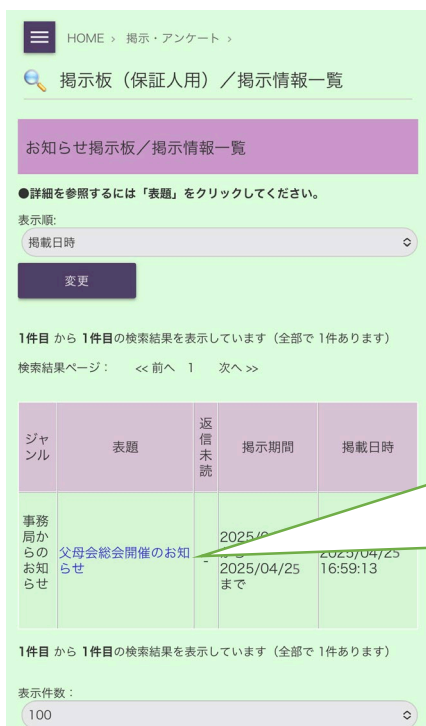 HOME › 掲示・アンケート ›
掲示板（保証人用）／掲示情報一覧
お知らせ掲示板／掲示情報一覧
●詳細を参照するには「表題」をクリックしてください。
表示順:
掲載日時
変更
1件目 から 1件目の検索結果を表示しています（全部で 1件あります）
検索結果ページ： << 前へ 1 次へ >>
ジャンル 表題 返信未読 掲示期間 掲載日時
事務局からのお知らせ
父母会総会開催のお知らせ
-
2025/0
から
2025/04/25
まで
2025/04/25
16:59:13
1件目 から 1件目の検索結果を表示しています（全部で 1件あります）
表示件数：
100